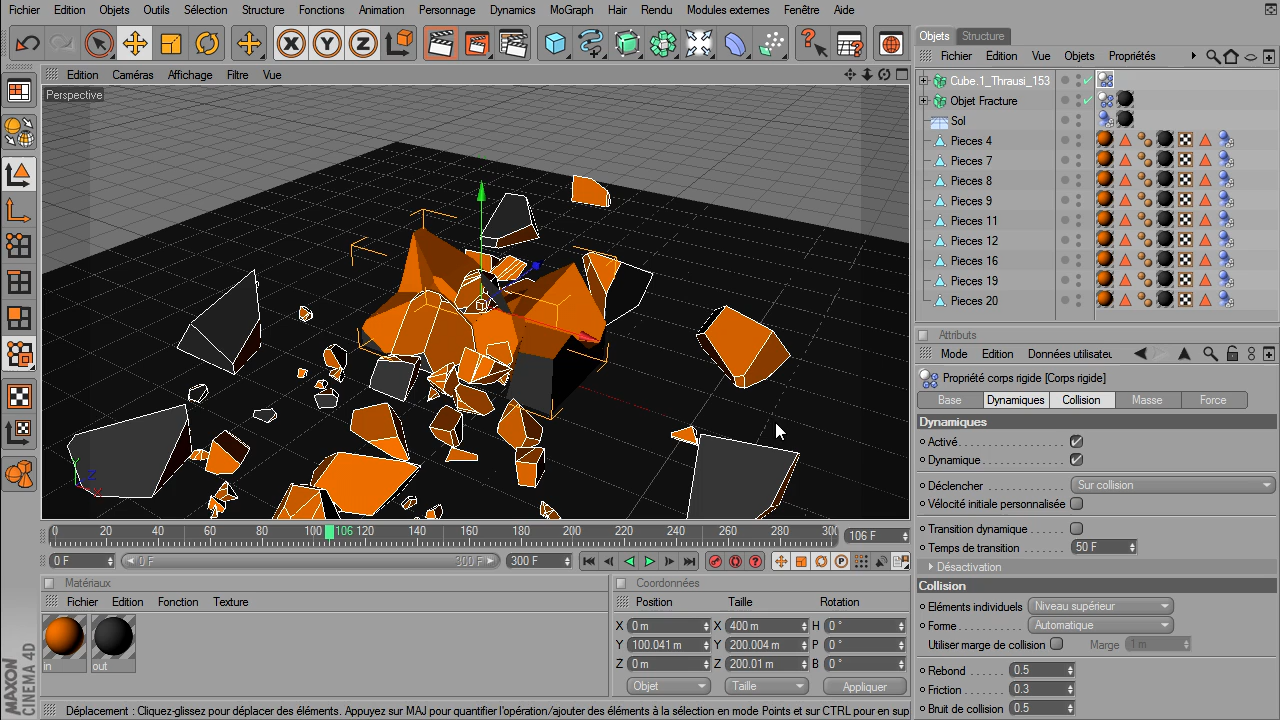 Fichier Edition Objets Outils Sélection Structure Fonctions Animation Personnage Dynamics MoGraph Hair Rendu Modules externes Fenêtre Aide
Objets Structure
Fichier Edition Vue Objets Propriétés
Edition Caméras Affichage Filtre Vue
Perspective
Cube.1_Thrausi_153
Objet Fracture
Sol
Pieces 4
Pieces 7
Pieces 8
Pieces 9
Pieces 11
Pieces 12
Pieces 16
Pieces 19
Pieces 20
Attributs
Mode Edition Données utilisateu
Propriété corps rigide [Corps rigide]
Base Dynamiques Collision Masse Force
Dynamiques
Activé
Dynamique
Déclencher Sur collision
Vélocité initiale personnalisée
Transition dynamique
Temps de transition 50 F
Désactivation
Collision
Eléments individuels Niveau supérieur
Forme Automatique
Utiliser marge de collision Marge 1 m
Rebond 0.5
Friction 0.3
Bruit de collision 0.5
0 20 40 60 80 100 106 120 140 160 180 200 220 240 260 280 30 106 F
0 F 0 F 300 F 300 F
Matériaux
Fichier Edition Fonction Texture
in out
Coordonnées
Position Taille Rotation
X 0 m X 400 m H 0 °
Y 100.041 m Y 200.004 m P 0 °
Z 0 m Z 200.01 m B 0 °
Objet Taille Appliquer
MAXON
CINEMA 4D
Déplacement : Cliquez-glissez pour déplacer des éléments. Appuyez sur MAJ pour quantifier l'opération/ajouter des éléments à la sélection en mode Points et sur CTRL pour en sup